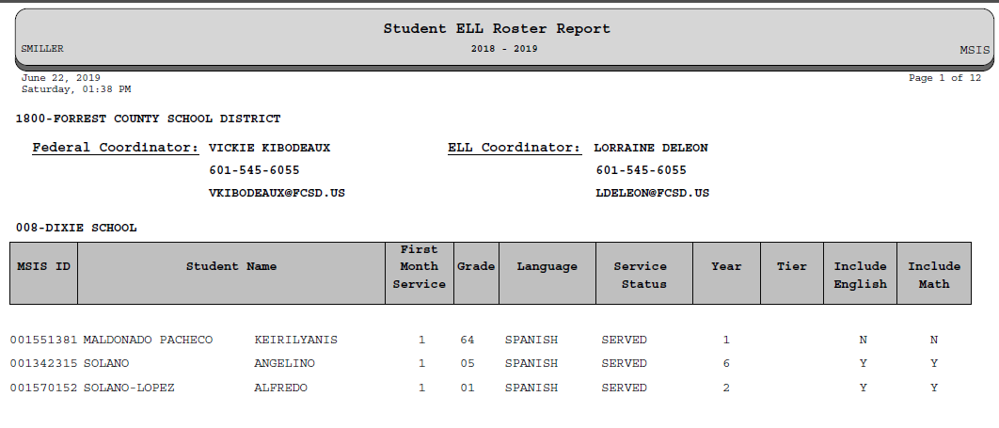 Student ELL Roster Report
SMILLER 2018 - 2019 MSIS
June 22, 2019 Page 1 of 12
Saturday, 01:38 PM
1800-FORREST COUNTY SCHOOL DISTRICT
Federal Coordinator: VICKIE KIBODEAUX ELL Coordinator: LORRAINE DELEON
601-545-6055 601-545-6055
VKIBODEAUX@FCSD.US LDELEON@FCSD.US
008-DIXIE SCHOOL
MSIS ID Student Name First Month Service Grade Language Service Status Year Tier Include English Include Math
001551381 MALDONADO PACHECO KEIRILYANIS 1 64 SPANISH SERVED 1 N N
001342315 SOLANO ANGELINO 1 05 SPANISH SERVED 6 Y Y
001570152 SOLANO-LOPEZ ALFREDO 1 01 SPANISH SERVED 2 Y Y